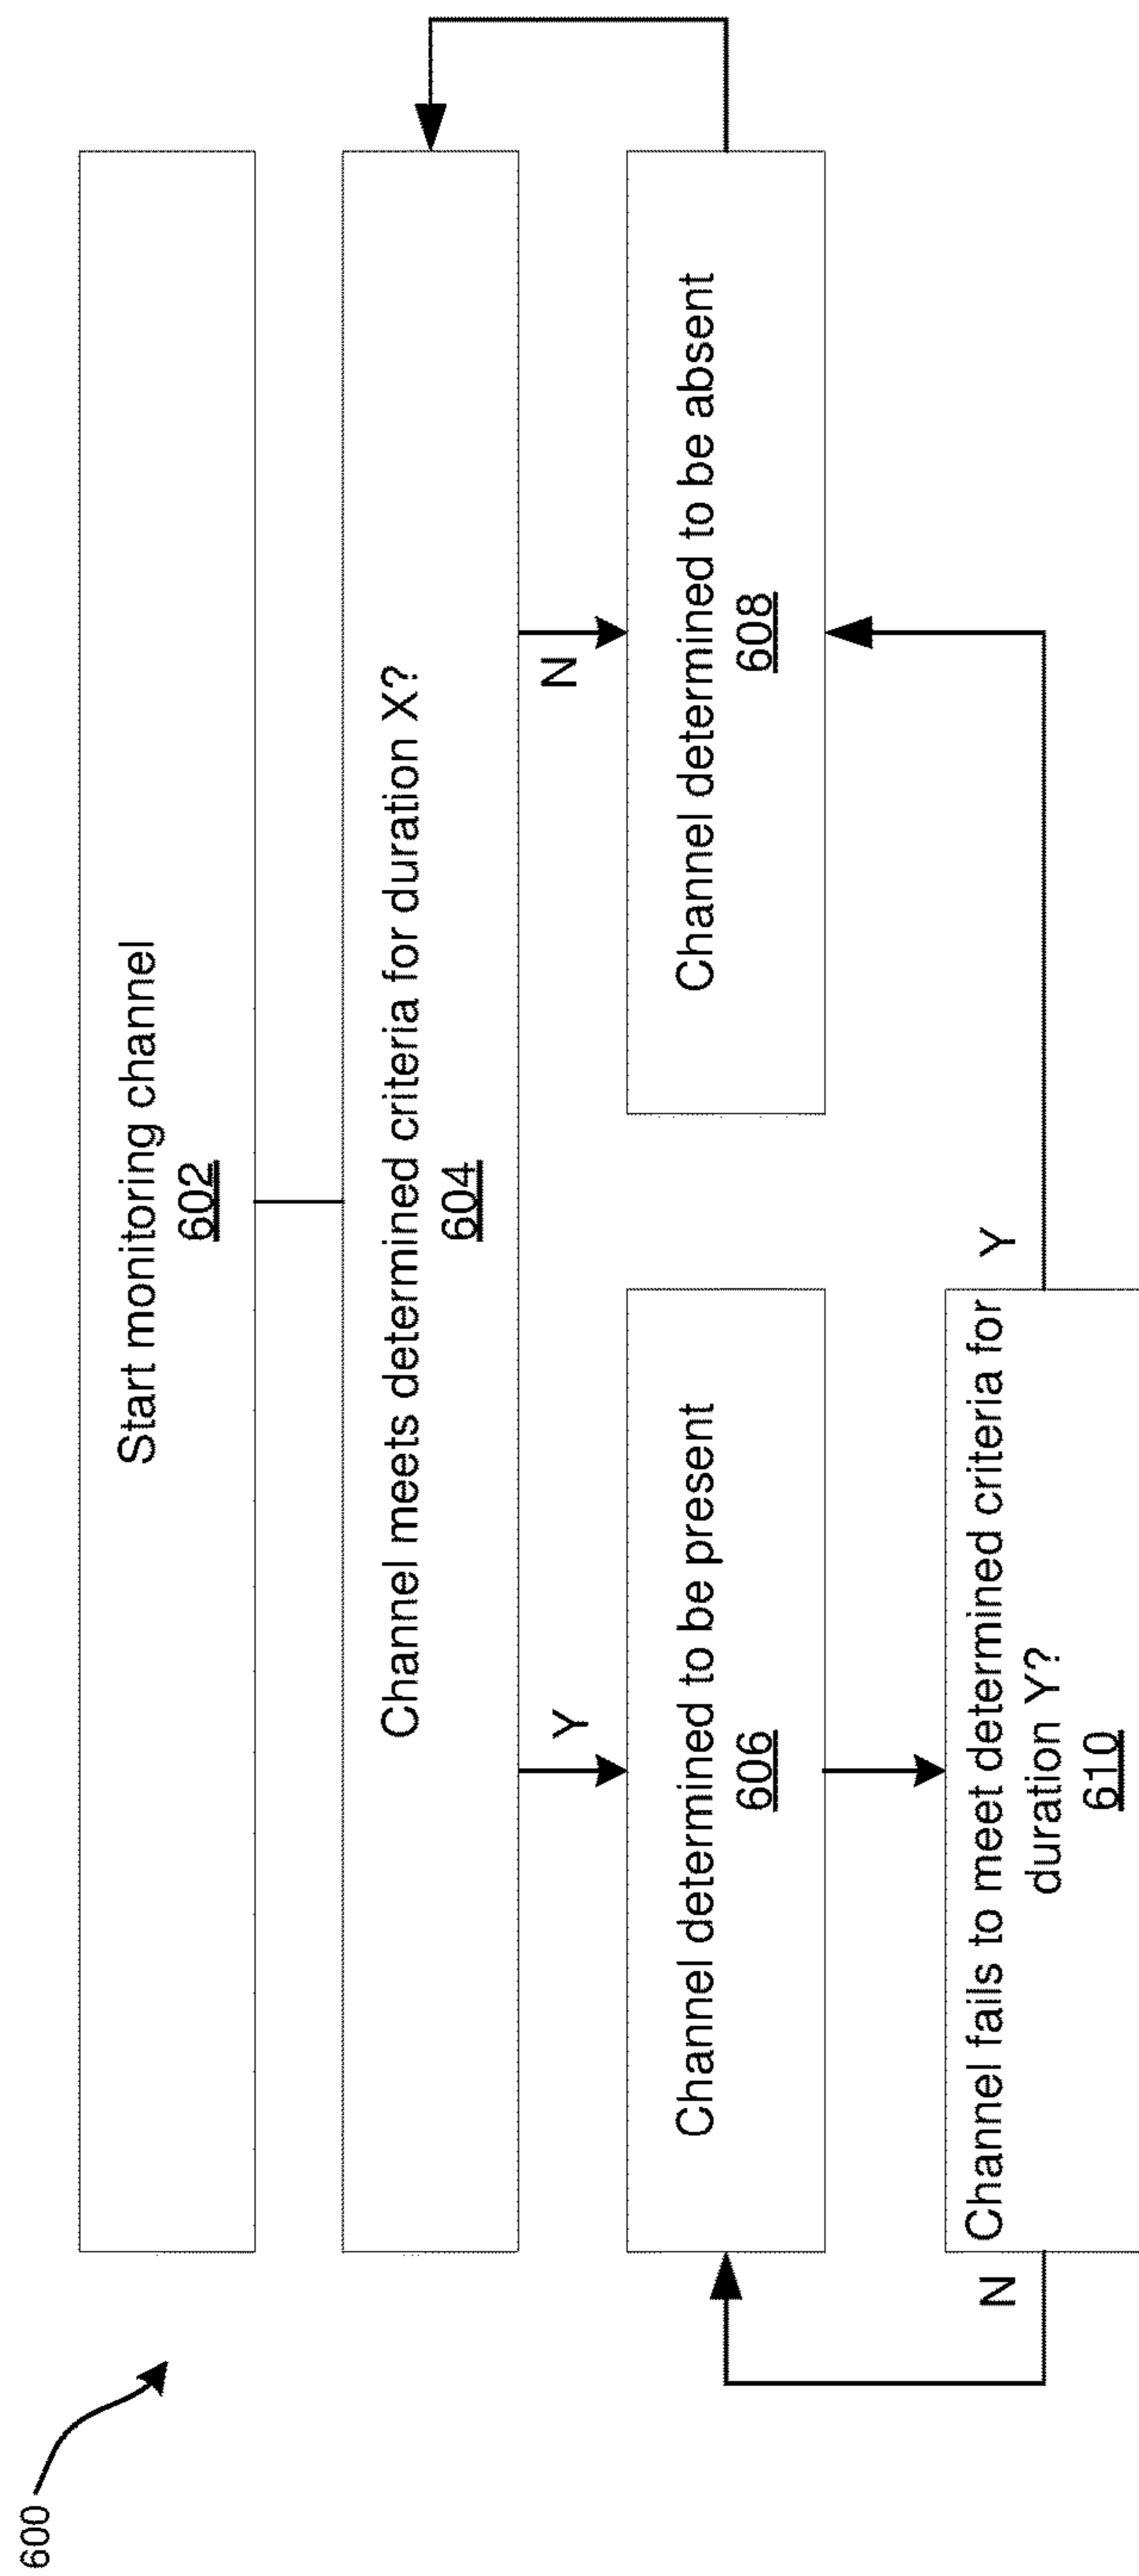 600
Start monitoring channel
602
Channel meets determined criteria for duration X?
604
Y
N
Channel determined to be present
606
Channel determined to be absent
608
N
Channel fails to meet determined criteria for
duration Y?
610
Y